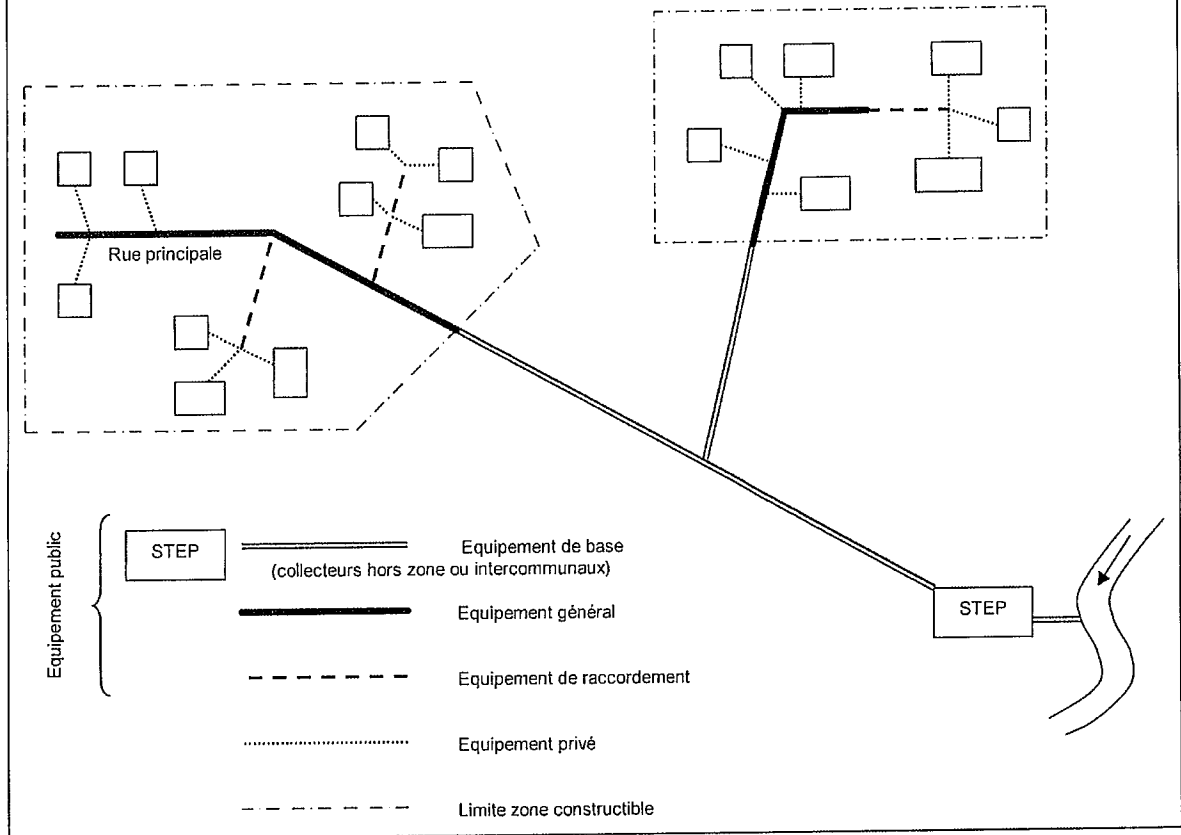 Rue principale
Equipement public
STEP
Equipement de base
(collecteurs hors zone ou intercommunaux)
STEP
Equipement général
Equipement de raccordement
Equipement privé
Limite zone constructible